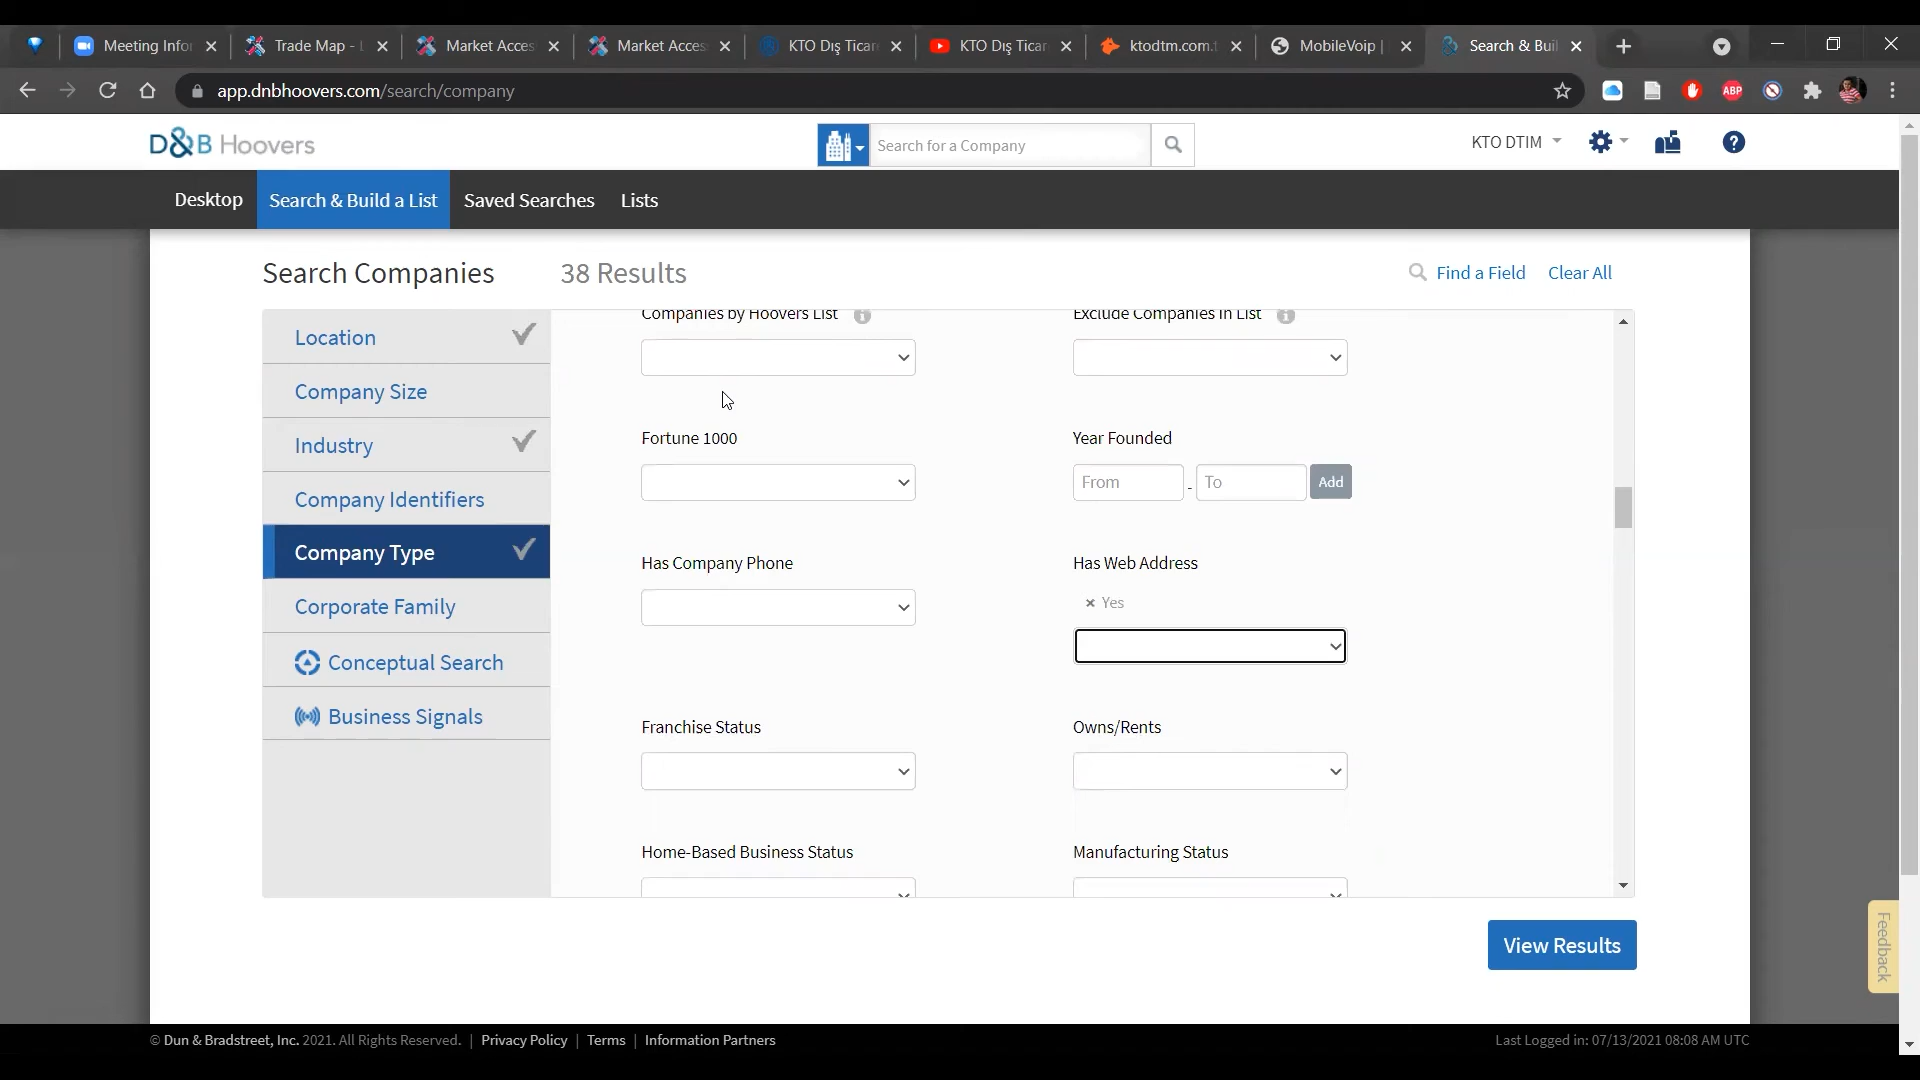 Meeting Infor
Trade Map -
Market Acces
Market Acces
KTO Dış Ticar
KTO Dış Ticar
ktodtm.com.t
MobileVoip |
Search & Buil
app.dnbhoovers.com/search/company
ABP
D&B Hoovers
Search for a Company
KTO DTIM
Desktop
Search & Build a List
Saved Searches
Lists
Search Companies
38 Results
Find a Field
Clear All
Location
Company Size
Industry
Company Identifiers
Company Type
Corporate Family
Conceptual Search
Business Signals
Companies by Hoovers List
Exclude Companies in List
Fortune 1000
Year Founded
From
-
To
Add
Has Company Phone
Has Web Address
× Yes
Franchise Status
Owns/Rents
Home-Based Business Status
Manufacturing Status
View Results
Feedback
© Dun & Bradstreet, Inc. 2021. All Rights Reserved. | Privacy Policy | Terms | Information Partners
Last Logged in: 07/13/2021 08:08 AM UTC